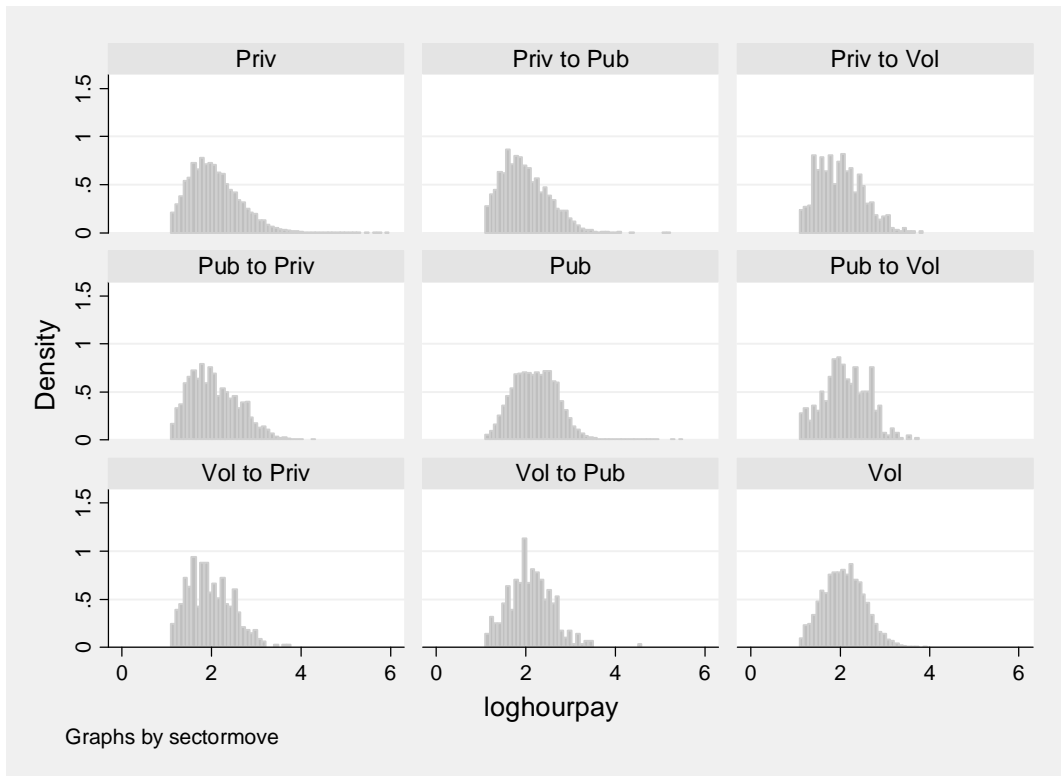 Priv
Priv to Pub
Priv to Vol
0 .5 1 1.5
Pub to Priv
Pub
Pub to Vol
0 .5 1 1.5
Vol to Priv
Vol to Pub
Vol
0 .5 1 1.5
Density
0 2 4 6
0 2 4 6
0 2 4 6
loghourpay
Graphs by sectormove